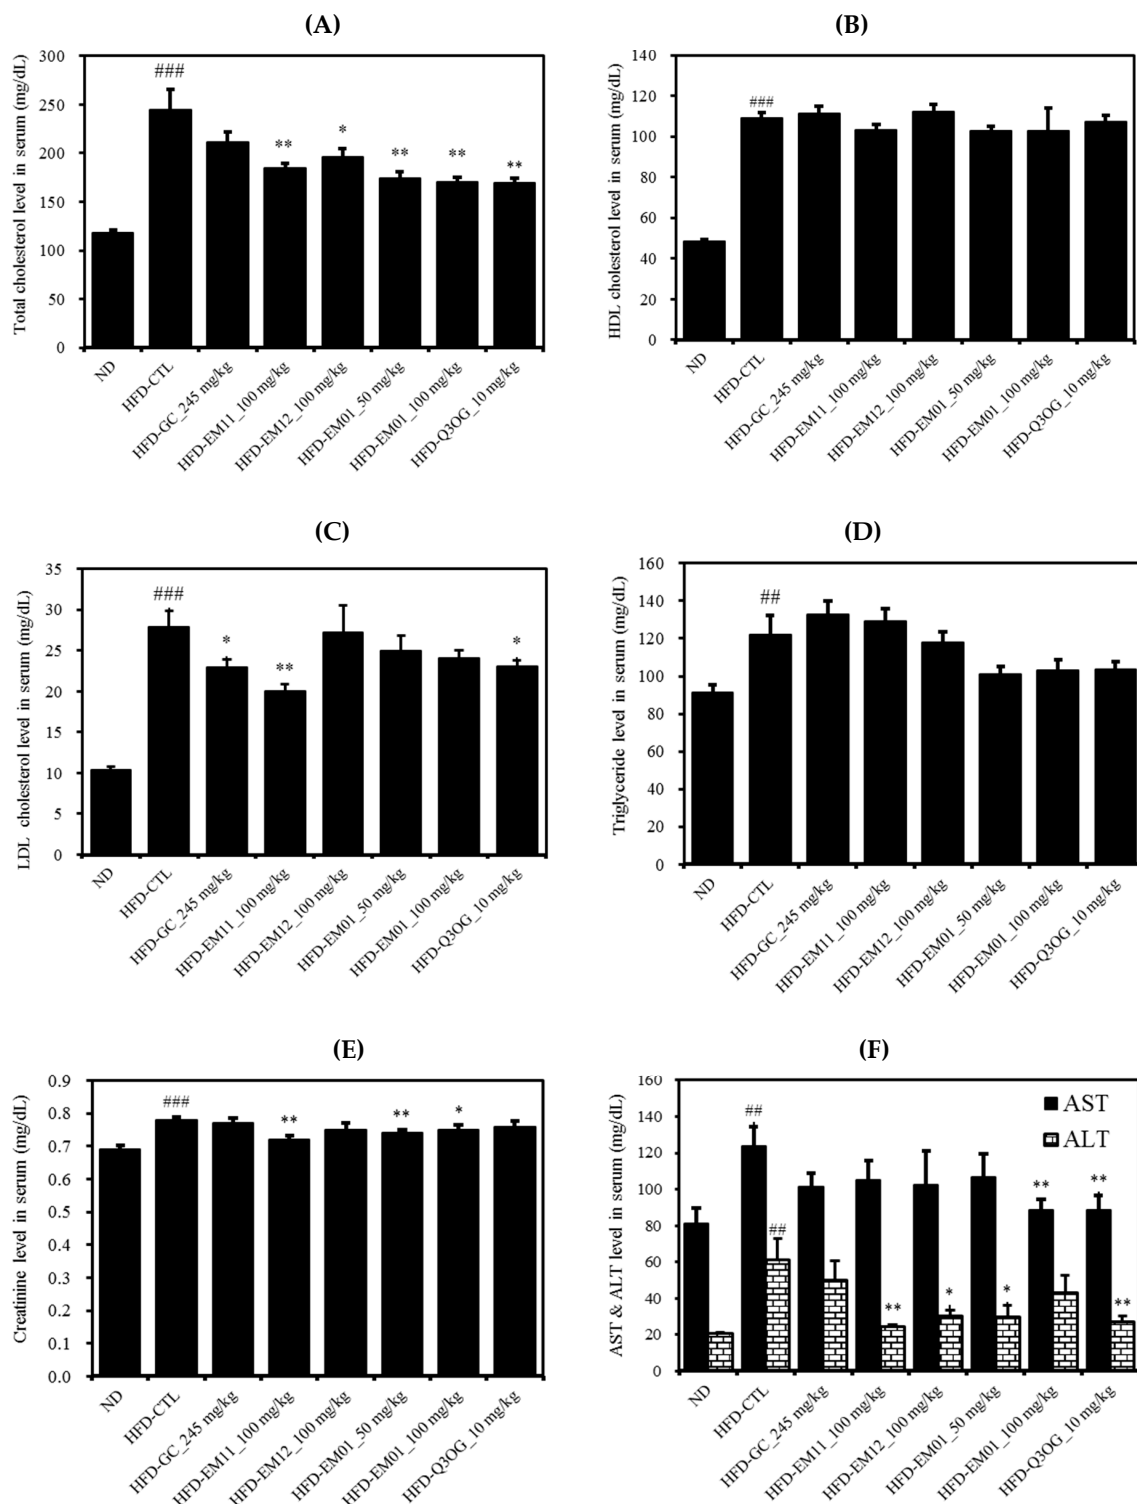 (A)
Total cholesterol level in serum (mg/dL)
300
250
200
150
100
50
0
###
**
*
**
**
**
ND
HFD-CTL
HFD-GC_245 mg/kg
HFD-EM11_100 mg/kg
HFD-EM12_100 mg/kg
HFD-EM01_50 mg/kg
HFD-EM01_100 mg/kg
HFD-Q3OG_10 mg/kg
(B)
HDL cholesterol level in serum (mg/dL)
140
120
100
80
60
40
20
0
###
ND
HFD-CTL
HFD-GC_245 mg/kg
HFD-EM11_100 mg/kg
HFD-EM12_100 mg/kg
HFD-EM01_50 mg/kg
HFD-EM01_100 mg/kg
HFD-Q3OG_10 mg/kg
(C)
LDL cholesterol level in serum (mg/dL)
35
30
25
20
15
10
5
0
###
*
**
*
ND
HFD-CTL
HFD-GC_245 mg/kg
HFD-EM11_100 mg/kg
HFD-EM12_100 mg/kg
HFD-EM01_50 mg/kg
HFD-EM01_100 mg/kg
HFD-Q3OG_10 mg/kg
(D)
Triglyceride level in serum (mg/dL)
160
140
120
100
80
60
40
20
0
##
ND
HFD-CTL
HFD-GC_245 mg/kg
HFD-EM11_100 mg/kg
HFD-EM12_100 mg/kg
HFD-EM01_50 mg/kg
HFD-EM01_100 mg/kg
HFD-Q3OG_10 mg/kg
(E)
Creatinine level in serum (mg/dL)
0.9
0.8
0.7
0.6
0.5
0.4
0.3
0.2
0.1
0.0
###
**
**
*
ND
HFD-CTL
HFD-GC_245 mg/kg
HFD-EM11_100 mg/kg
HFD-EM12_100 mg/kg
HFD-EM01_50 mg/kg
HFD-EM01_100 mg/kg
HFD-Q3OG_10 mg/kg
(F)
AST & ALT level in serum (mg/dL)
160
140
120
100
80
60
40
20
0
AST
ALT
##
##
**
*
*
**
**
**
ND
HFD-CTL
HFD-GC_245 mg/kg
HFD-EM11_100 mg/kg
HFD-EM12_100 mg/kg
HFD-EM01_50 mg/kg
HFD-EM01_100 mg/kg
HFD-Q3OG_10 mg/kg